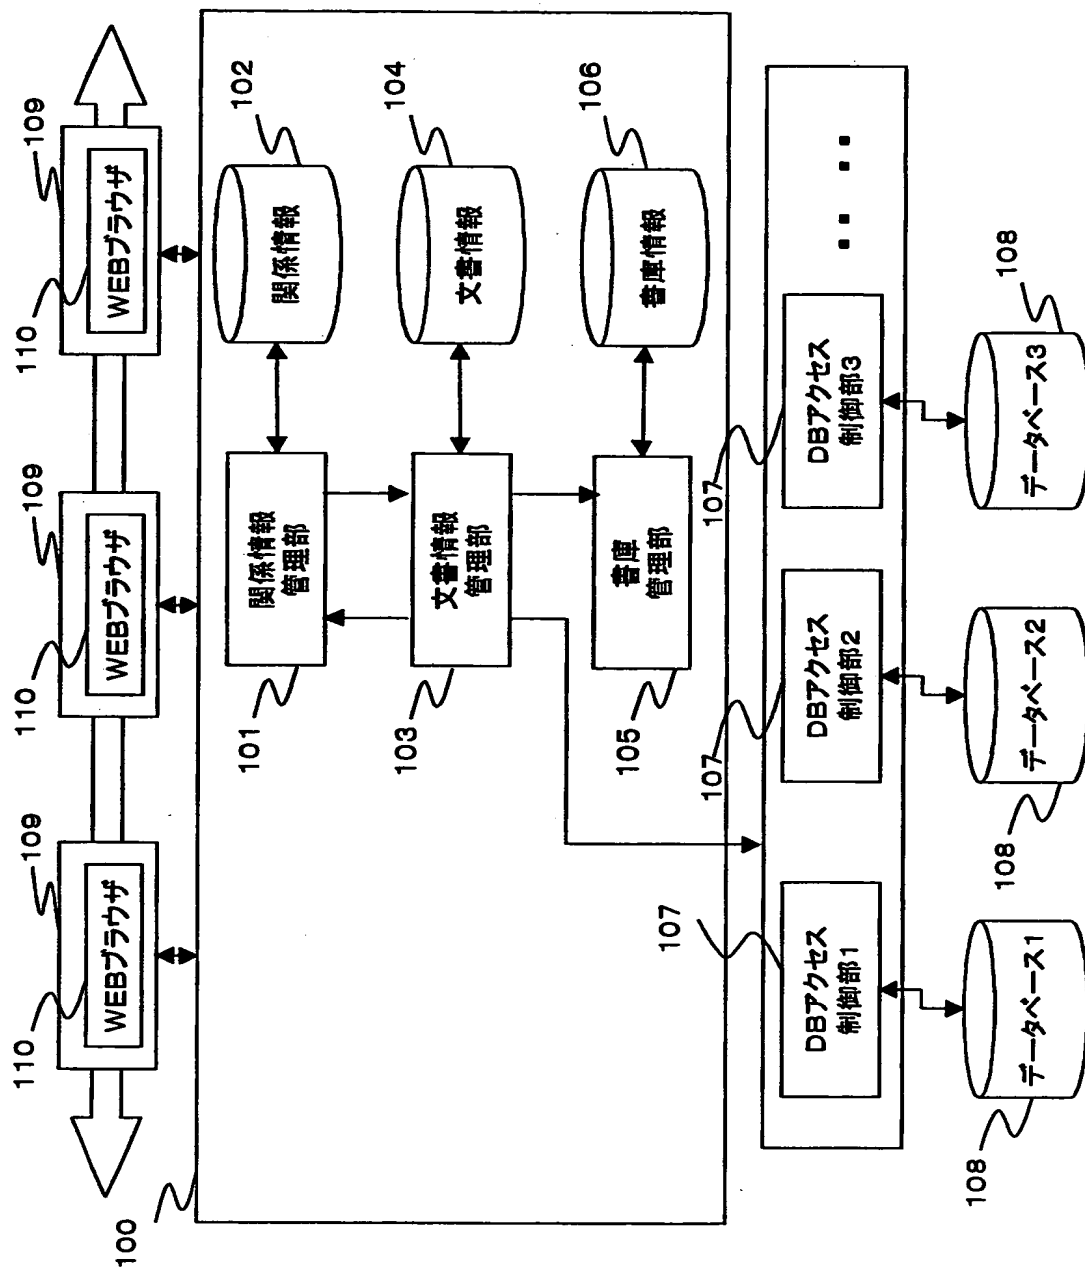 110
109
110
109
110
109
WEBブラウザ
WEBブラウザ
WEBブラウザ
100
101
関係情報
管理部
関係情報
102
103
文書情報
管理部
文書情報
104
105
書庫
管理部
書庫情報
106
107
107
107
DBアクセス
制御部1
DBアクセス
制御部2
DBアクセス
制御部3
108
データベース1
108
データベース2
データベース3
108